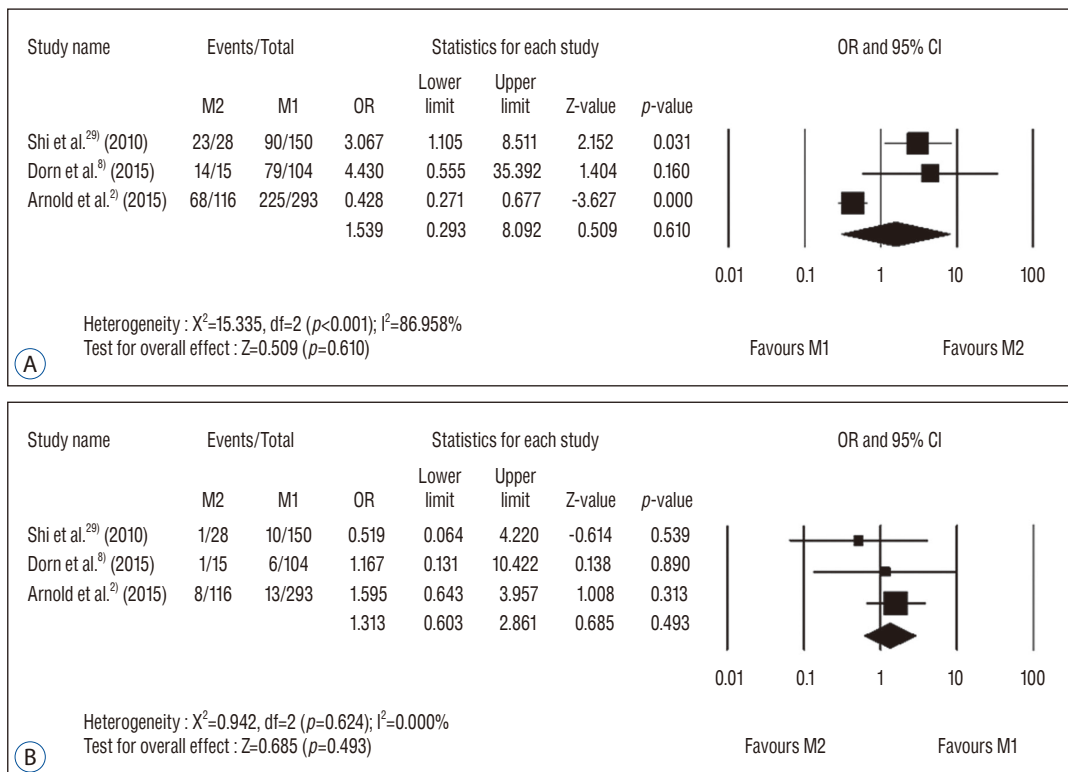 Study name Events/Total Statistics for each study OR and 95% CI
M2 M1 OR Lower limit Upper limit Z-value p-value
Shi et al.29) (2010) 23/28 90/150 3.067 1.105 8.511 2.152 0.031
Dorn et al.8) (2015) 14/15 79/104 4.430 0.555 35.392 1.404 0.160
Arnold et al.2) (2015) 68/116 225/293 0.428 0.271 0.677 -3.627 0.000
1.539 0.293 8.092 0.509 0.610
0.01 0.1 1 10 100
Heterogeneity : X²=15.335, df=2 (p<0.001); I²=86.958%
Test for overall effect : Z=0.509 (p=0.610)
Favours M1 Favours M2
A
Study name Events/Total Statistics for each study OR and 95% CI
M2 M1 OR Lower limit Upper limit Z-value p-value
Shi et al.29) (2010) 1/28 10/150 0.519 0.064 4.220 -0.614 0.539
Dorn et al.8) (2015) 1/15 6/104 1.167 0.131 10.422 0.138 0.890
Arnold et al.2) (2015) 8/116 13/293 1.595 0.643 3.957 1.008 0.313
1.313 0.603 2.861 0.685 0.493
0.01 0.1 1 10 100
Heterogeneity : X²=0.942, df=2 (p=0.624); I²=0.000%
Test for overall effect : Z=0.685 (p=0.493)
Favours M2 Favours M1
B